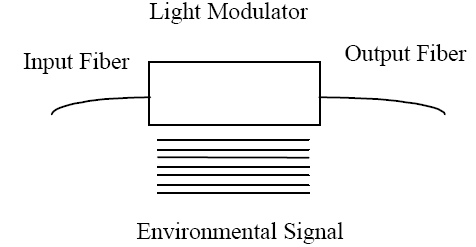 Light Modulator
Input Fiber
Output Fiber
Environmental Signal